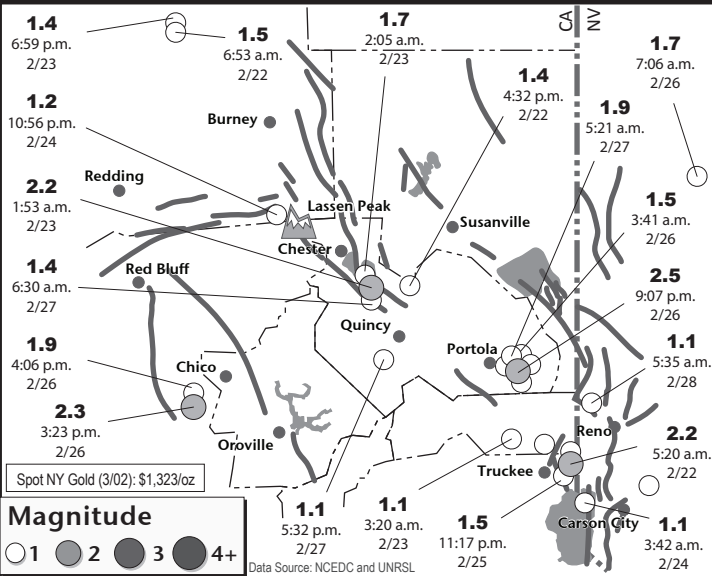 1.4
6:59 p.m.
2/23
1.5
6:53 a.m.
2/22
1.7
2:05 a.m.
2/23
CA
NV
1.7
7:06 a.m.
2/26
1.4
4:32 p.m.
2/22
1.2
10:56 p.m.
2/24
Burney
1.9
5:21 a.m.
2/27
Redding
2.2
1:53 a.m.
2/23
Lassen Peak
Susanville
1.5
3:41 a.m.
2/26
Chester
1.4
6:30 a.m.
2/27
Red Bluff
2.5
9:07 p.m.
2/26
Quincy
1.9
4:06 p.m.
2/26
Chico
Portola
1.1
5:35 a.m.
2/28
2.3
3:23 p.m.
2/26
Oroville
Reno
2.2
5:20 a.m.
2/22
Truckee
Spot NY Gold (3/02): $1,323/oz
Magnitude
1 2 3 4+
1.1
5:32 p.m.
2/27
1.1
3:20 a.m.
2/23
1.5
11:17 p.m.
2/25
Carson City
1.1
3:42 a.m.
2/24
Data Source: NCEDC and UNRSL